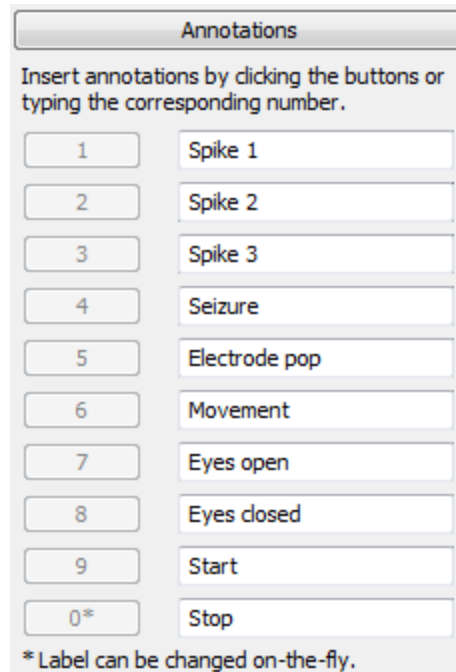 Annotations
Insert annotations by clicking the buttons or
typing the corresponding number.
1 Spike 1
2 Spike 2
3 Spike 3
4 Seizure
5 Electrode pop
6 Movement
7 Eyes open
8 Eyes closed
9 Start
0* Stop
* Label can be changed on-the-fly.